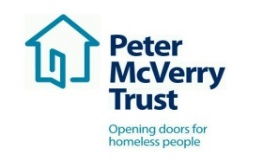 Peter
McVerry
Trust
Opening doors for
homeless people